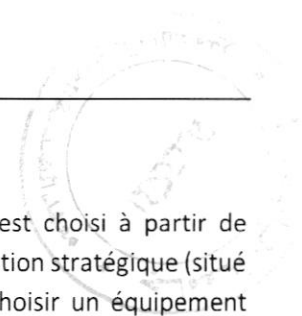 est choisi à partir de
tion stratégique (situé
hoisir un équipement